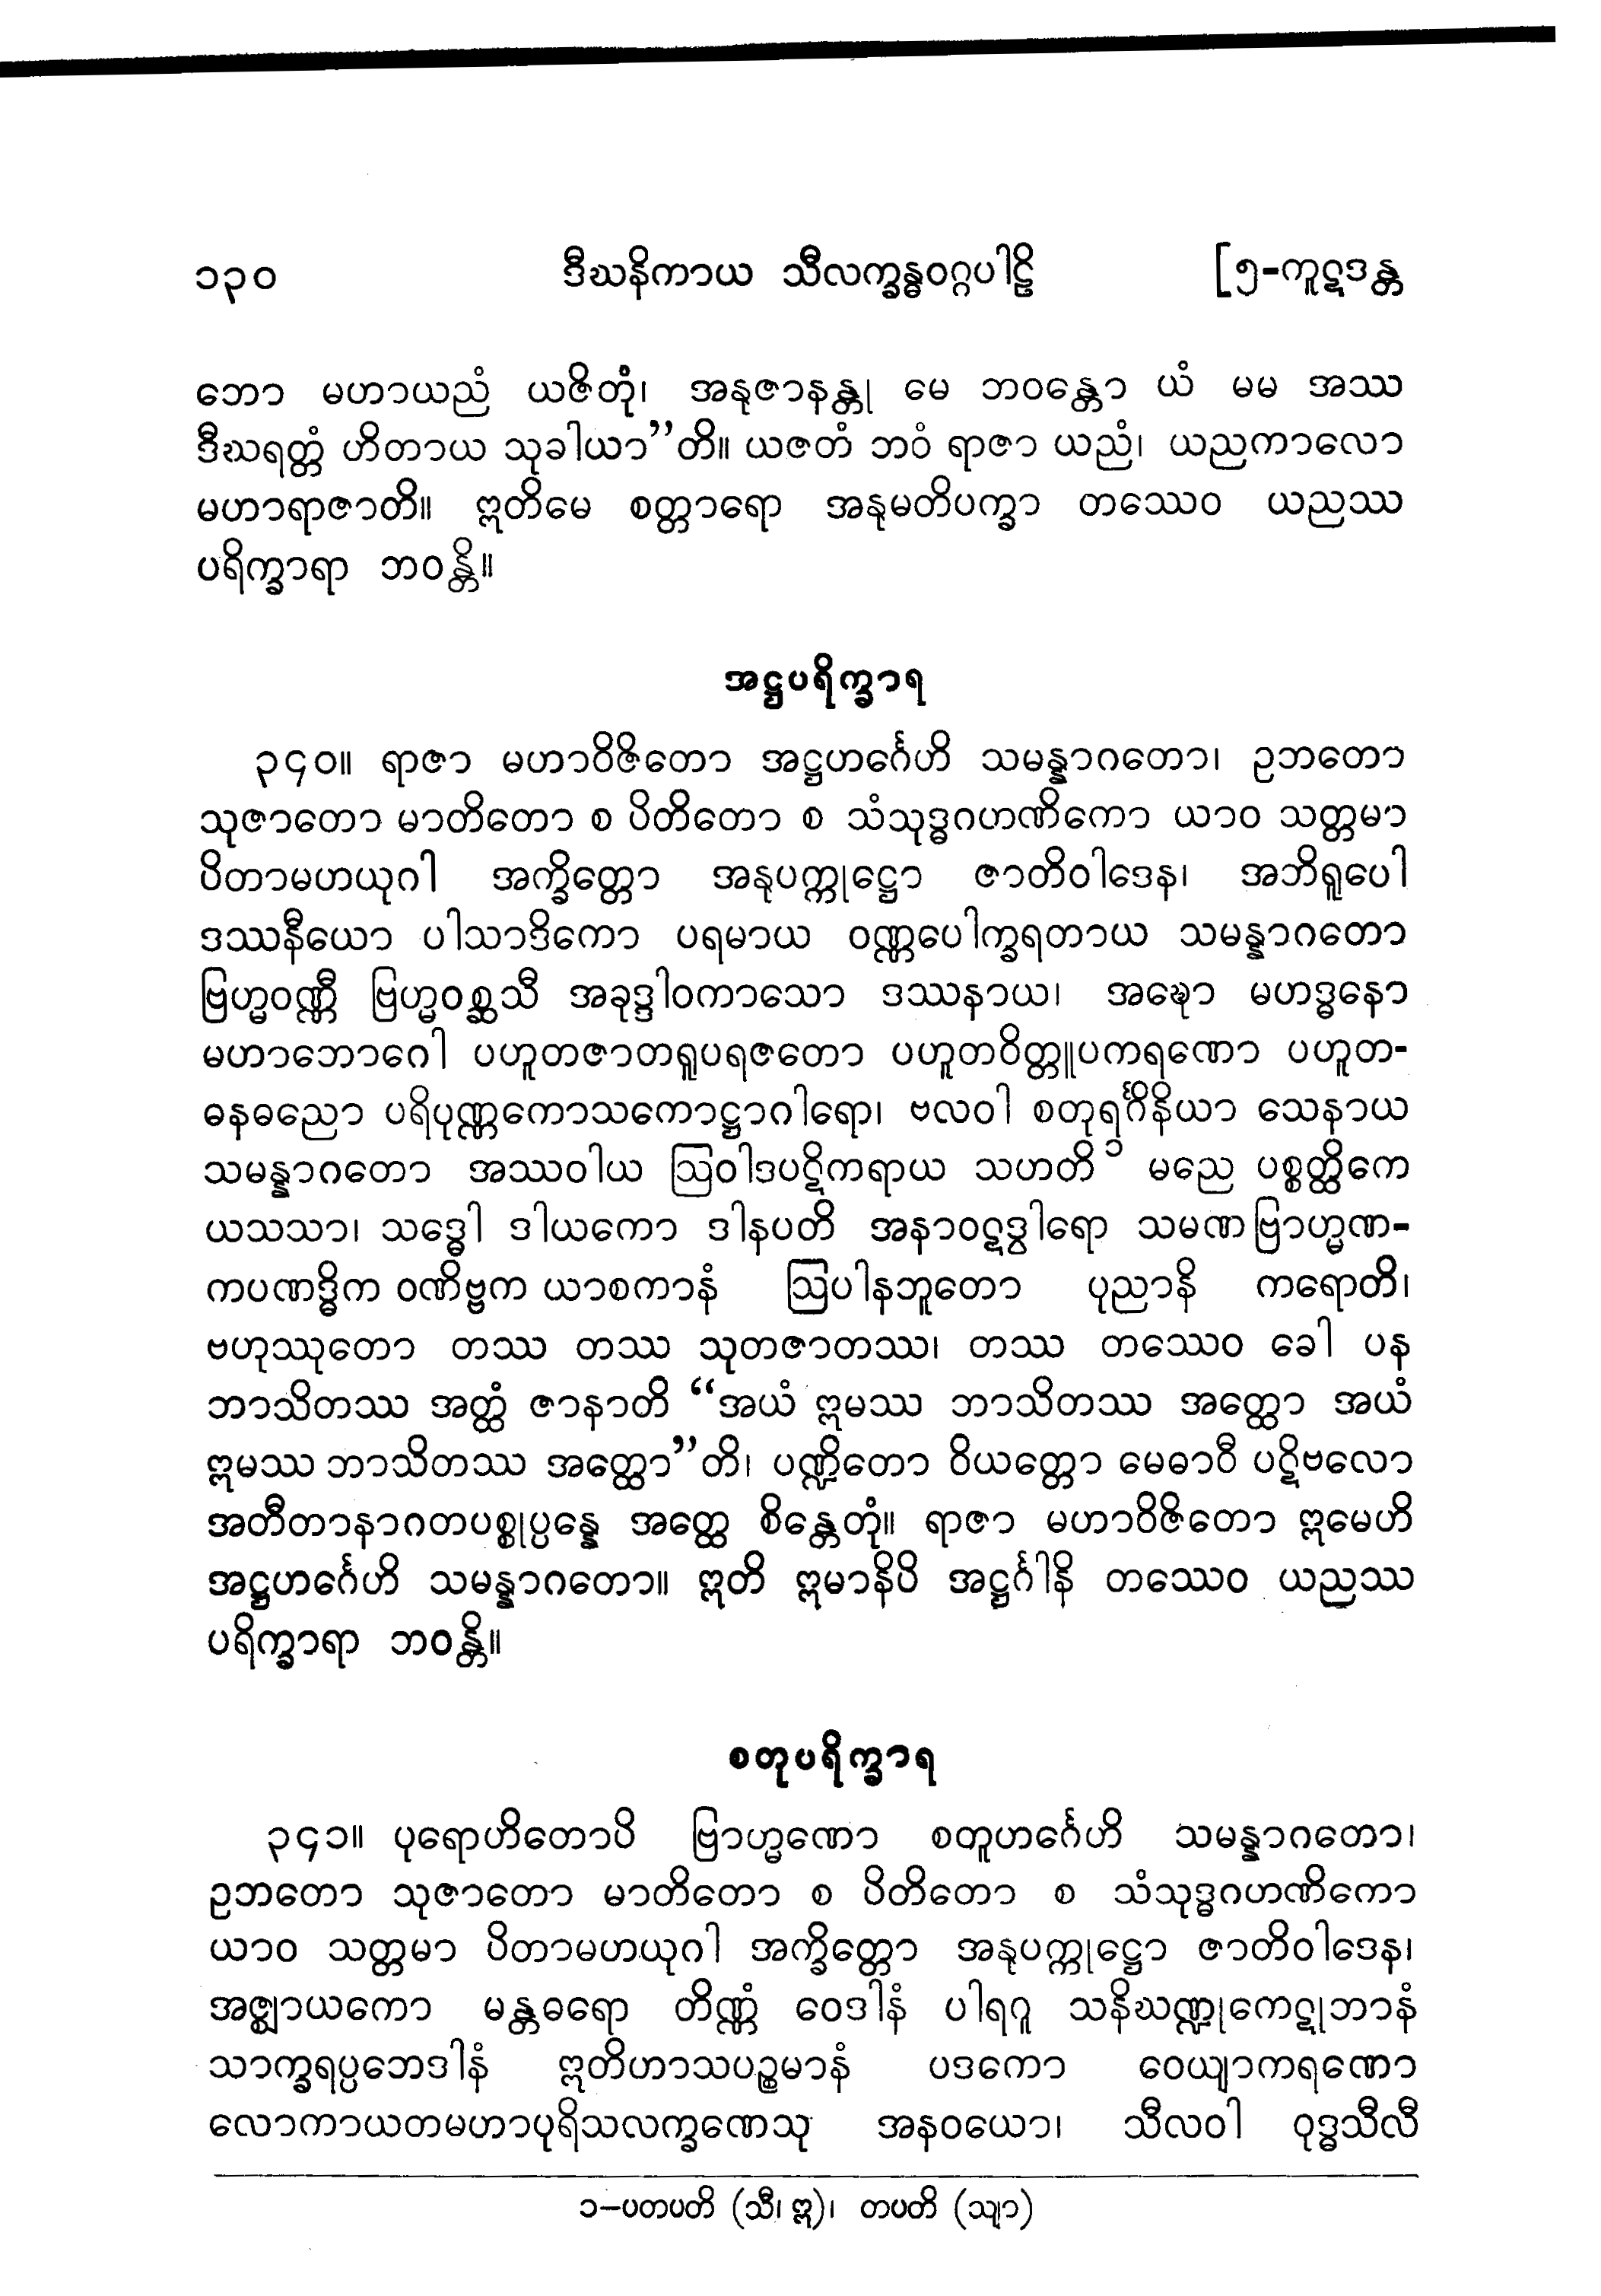 ၁၃၀ ဒီဃနိကာယ သီလက္ခန္ဓဝဂ္ဂပါဠိ [၅-ကူဋဒန္တ
ဘော မဟာယညံ ယဇိတုံ၊ အနုဇာနန္တု မေ ဘဝန္တော ယံ မမ အဿ
ဒီဃရတ္တံ ဟိတာယ သုခါယာ”တိ။ ယဇတံ ဘဝံ ရာဇာ ယညံ၊ ယညကာလော
မဟာရာဇာတိ။ ဣတိမေ စတ္တာရော အနုမတိပက္ခာ တဿေဝ ယညဿ
ပရိက္ခာရာ ဘဝန္တိ။
အဋ္ဌပရိက္ခာရ
၃၄၀။ ရာဇာ မဟာဝိဇိတော အဋ္ဌဟင်္ဂေဟိ သမန္နာဂတော၊ ဥဘတော
သုဇာတော မာတိတော စ ပိတိတော စ သံသုဒ္ဓဂဟဏိကော ယာဝ သတ္တမာ
ပိတာမဟယုဂါ အက္ခိတ္တော အနုပက္ကုဋ္ဌော ဇာတိဝါဒေန၊ အဘိရူပေါ
ဒဿနီယော ပါသာဒိကော ပရမာယ ဝဏ္ဏပေါက္ခရတာယ သမန္နာဂတော
ဗြဟ္မဝဏ္ဏီ ဗြဟ္မဝစ္ဆသီ အခုဒ္ဒါဝကာသော ဒဿနာယ၊ အဍ္ဎော မဟဒ္ဓနော
မဟာဘောဂေါ ပဟူတဇာတရူပရဇတော ပဟူတဝိတ္တူပကရဏော ပဟူတ-
ဓနဓညော ပရိပုဏ္ဏကောသကောဋ္ဌာဂါရော၊ ဗလဝါ စတုရင်္ဂိနိယာ သေနာယ
သမန္နာဂတော အဿဝါယ ဩဝါဒပဋိကရာယ သဟတိ ၁ မညေ ပစ္စတ္ထိကေ
ယသသာ၊ သဒ္ဓေါ ဒါယကော ဒါနပတိ အနာဝဋဒွါရော သမဏ ဗြာဟ္မဏ-
ကပဏဒ္ဓိက ဝဏိဗ္ဗက ယာစကာနံ ဩပါနဘူတော ပုညာနိ ကရောတိ၊
ဗဟုဿုတော တဿ တဿ သုတဇာတဿ၊ တဿ တဿေဝ ခေါ ပန
ဘာသိတဿ အတ္ထံ ဇာနာတိ “အယံ ဣမဿ ဘာသိတဿ အတ္ထော အယံ
ဣမဿ ဘာသိတဿ အတ္ထော”တိ၊ ပဏ္ဍိတော ဝိယတ္တော မေဓာဝီ ပဋိဗလော
အတီတာနာဂတပစ္စုပ္ပန္နေ အတ္ထေ စိန္တေတုံ။ ရာဇာ မဟာဝိဇိတော ဣမေဟိ
အဋ္ဌဟင်္ဂေဟိ သမန္နာဂတော။ ဣတိ ဣမာနိပိ အဋ္ဌင်္ဂါနိ တဿေဝ ယညဿ
ပရိက္ခာရာ ဘဝန္တိ။
စတုပရိက္ခာရ
၃၄၁။ ပုရောဟိတောပိ ဗြာဟ္မဏော စတူဟင်္ဂေဟိ သမန္နာဂတော၊
ဥဘတော သုဇာတော မာတိတော စ ပိတိတော စ သံသုဒ္ဓဂဟဏိကော
ယာဝ သတ္တမာ ပိတာမဟယုဂါ အက္ခိတ္တော အနုပက္ကုဋ္ဌော ဇာတိဝါဒေန၊
အဇ္ဈာယကော မန္တဓရော တိဏ္ဏံ ဝေဒါနံ ပါရဂူ သနိဃဏ္ဍုကေဋုဘာနံ
သာက္ခရပ္ပဘေဒါနံ ဣတိဟာသပဉ္စမာနံ ပဒကော ဝေယျာကရဏော
လောကာယတမဟာပုရိသလက္ခဏေသု အနဝယော၊ သီလဝါ ဝုဒ္ဓသီလီ
၁–ပတပတိ (သီ၊ ဣ)၊ တပတိ (သျာ)